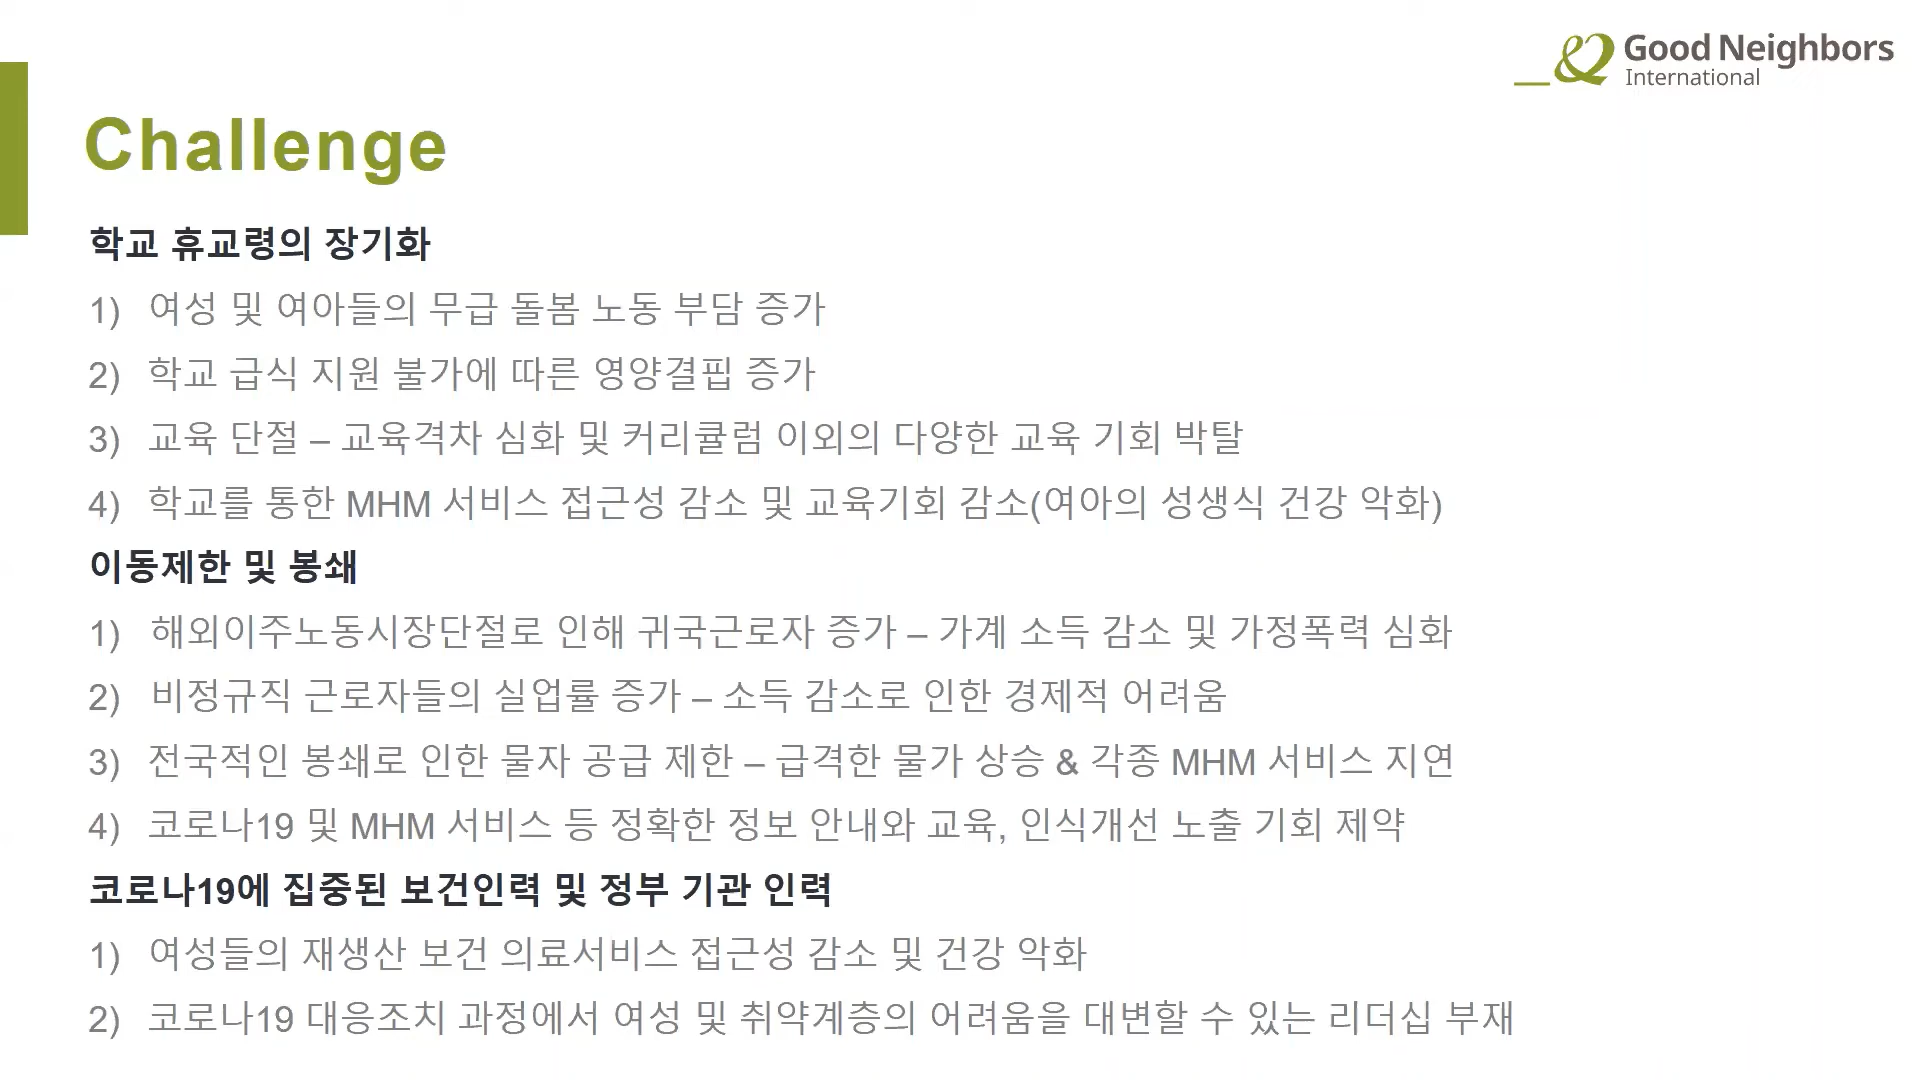 Good Neighbors
International
Challenge
학교 휴교령의 장기화
1) 여성 및 여아들의 무급 돌봄 노동 부담 증가
2) 학교 급식 지원 불가에 따른 영양결핍 증가
3) 교육 단절 – 교육격차 심화 및 커리큘럼 이외의 다양한 교육 기회 박탈
4) 학교를 통한 MHM 서비스 접근성 감소 및 교육기회 감소(여아의 성생식 건강 악화)
이동제한 및 봉쇄
1) 해외이주노동시장단절로 인해 귀국근로자 증가 – 가계 소득 감소 및 가정폭력 심화
2) 비정규직 근로자들의 실업률 증가 – 소득 감소로 인한 경제적 어려움
3) 전국적인 봉쇄로 인한 물자 공급 제한 – 급격한 물가 상승 & 각종 MHM 서비스 지연
4) 코로나19 및 MHM 서비스 등 정확한 정보 안내와 교육, 인식개선 노출 기회 제약
코로나19에 집중된 보건인력 및 정부 기관 인력
1) 여성들의 재생산 보건 의료서비스 접근성 감소 및 건강 악화
2) 코로나19 대응조치 과정에서 여성 및 취약계층의 어려움을 대변할 수 있는 리더십 부재